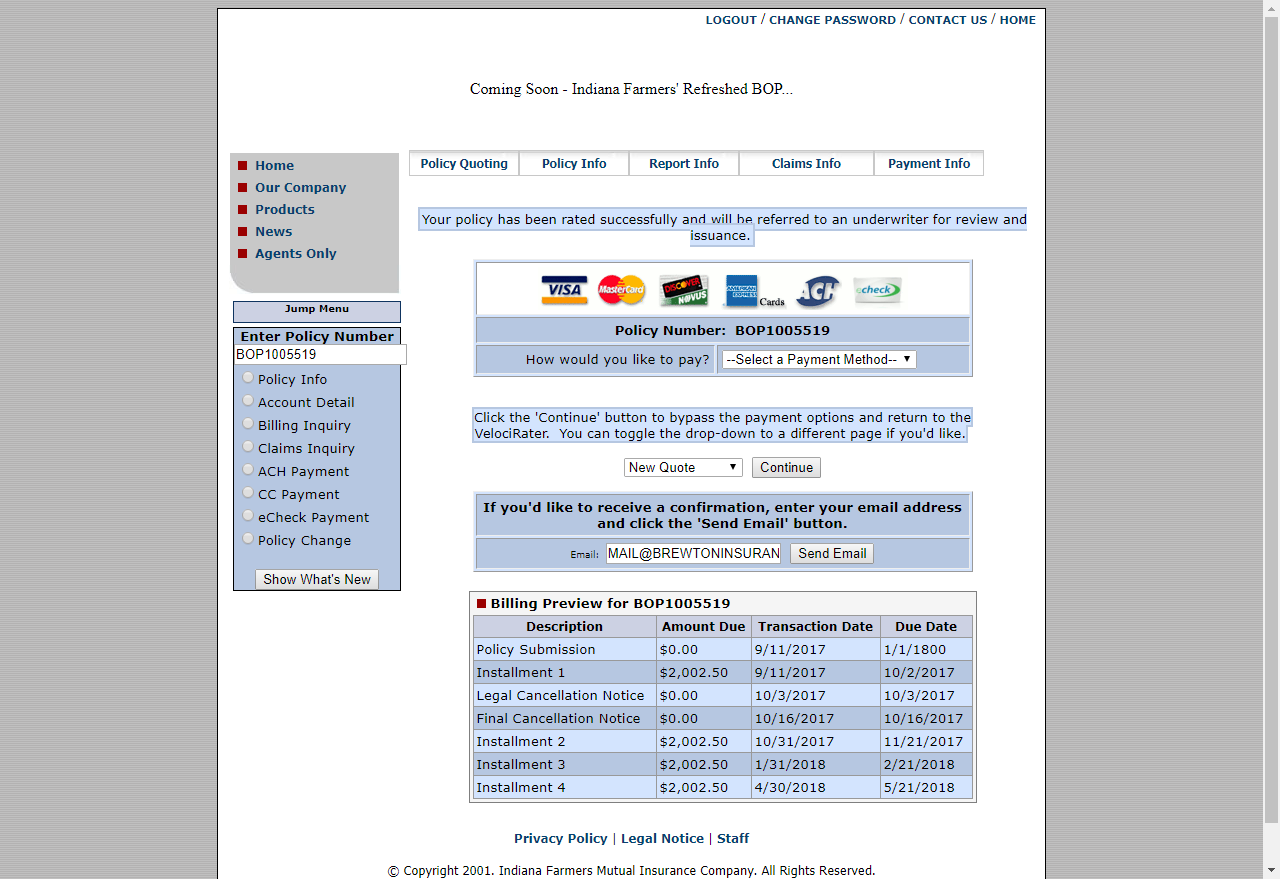 LOGOUT / CHANGE PASSWORD / CONTACT US / HOME
Coming Soon - Indiana Farmers' Refreshed BOP...
Home
Our Company
Products
News
Agents Only
Policy Quoting Policy Info Report Info Claims Info Payment Info
Jump Menu
Enter Policy Number
BOP1005519
Policy Info
Account Detail
Billing Inquiry
Claims Inquiry
ACH Payment
CC Payment
eCheck Payment
Policy Change
Show What's New
Your policy has been rated successfully and will be referred to an underwriter for review and
issuance.
VISA MasterCard DISCOVER NOVUS AMERICAN EXPRESS Cards ACH echeck
Policy Number: BOP1005519
How would you like to pay? --Select a Payment Method--
Click the 'Continue' button to bypass the payment options and return to the
VelociRater. You can toggle the drop-down to a different page if you'd like.
New Quote Continue
If you'd like to receive a confirmation, enter your email address
and click the 'Send Email' button.
Email: MAIL@BREWTONINSURAN Send Email
Billing Preview for BOP1005519
Description Amount Due Transaction Date Due Date
Policy Submission $0.00 9/11/2017 1/1/1800
Installment 1 $2,002.50 9/11/2017 10/2/2017
Legal Cancellation Notice $0.00 10/3/2017 10/3/2017
Final Cancellation Notice $0.00 10/16/2017 10/16/2017
Installment 2 $2,002.50 10/31/2017 11/21/2017
Installment 3 $2,002.50 1/31/2018 2/21/2018
Installment 4 $2,002.50 4/30/2018 5/21/2018
Privacy Policy | Legal Notice | Staff
© Copyright 2001. Indiana Farmers Mutual Insurance Company. All Rights Reserved.